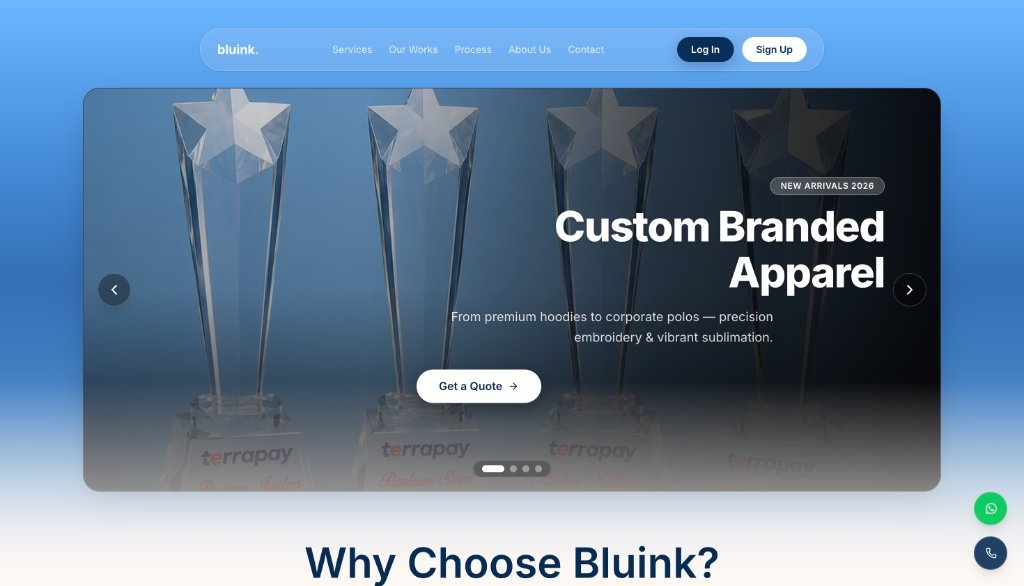 bluink.
Services Our Works Process About Us Contact
Log In Sign Up
NEW ARRIVALS 2026
Custom Branded
Apparel
From premium hoodies to corporate polos — precision
embroidery & vibrant sublimation.
Get a Quote →
terrapay terrapay terrapay terrapay
Why Choose Bluink?